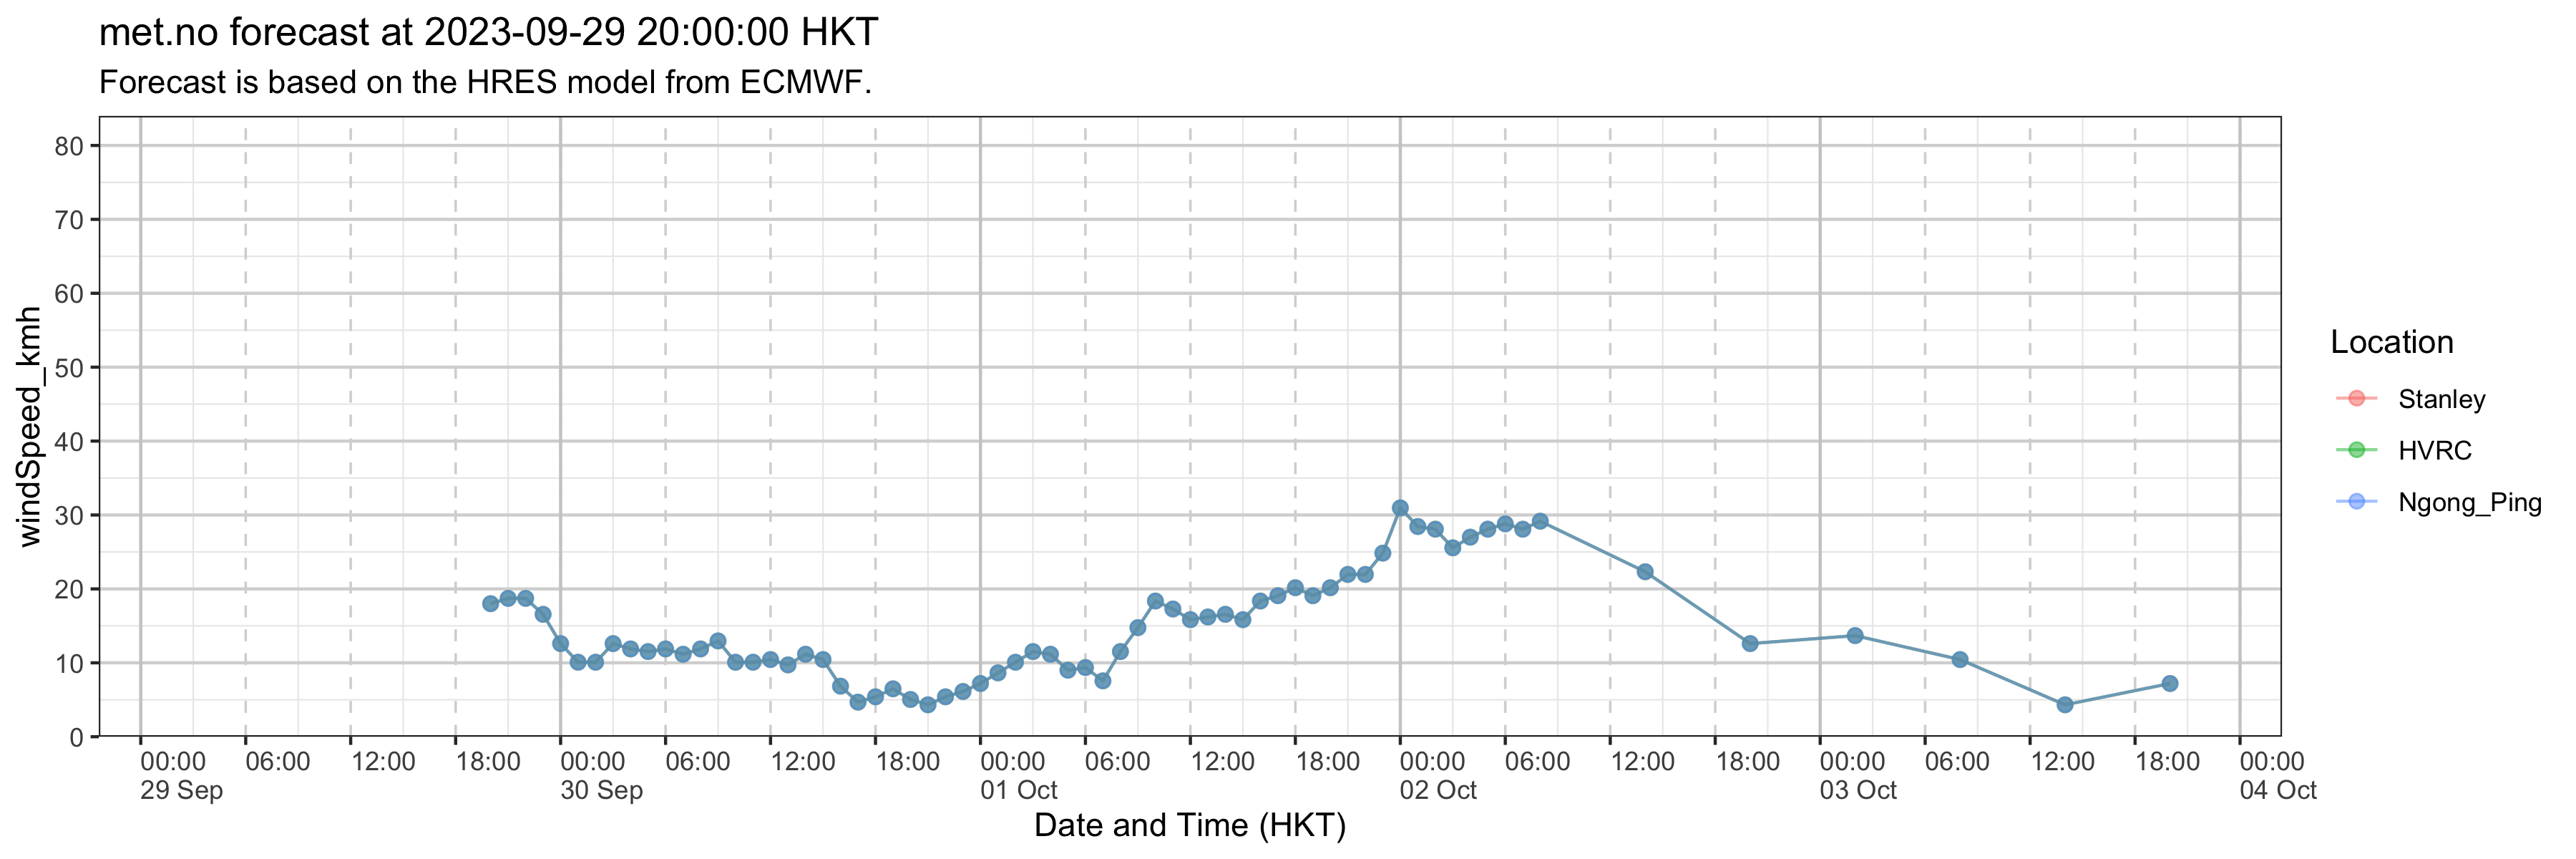 met.no forecast at 2023-09-29 20:00:00 HKT
Forecast is based on the HRES model from ECMWF.
windSpeed_kmh
80
70
60
50
40
30
20
10
0
00:00 06:00 12:00 18:00 00:00 06:00 12:00 18:00 00:00 06:00 12:00 18:00 00:00 06:00 12:00 18:00 00:00 06:00 12:00 18:00 00:00
29 Sep 30 Sep 01 Oct 02 Oct 03 Oct 04 Oct
Date and Time (HKT)
Location
Stanley
HVRC
Ngong_Ping